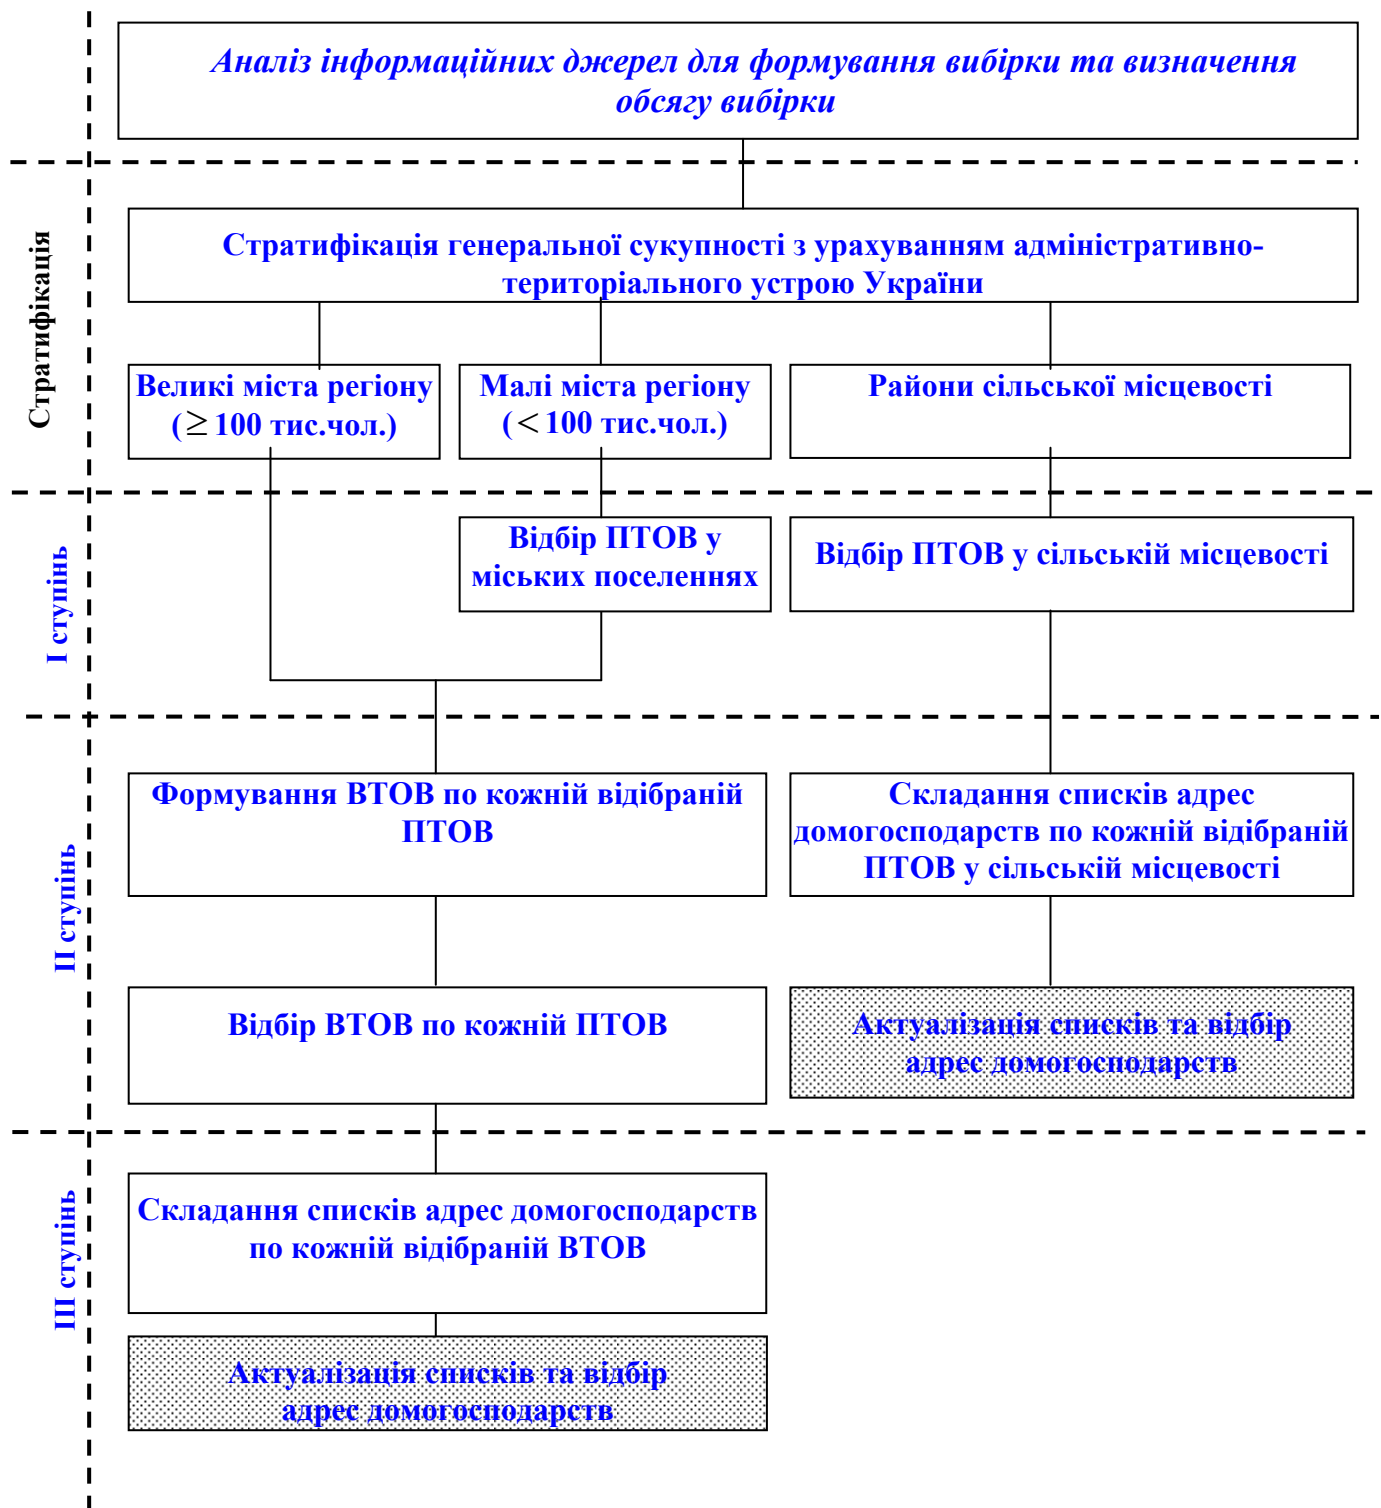 Аналіз інформаційних джерел для формування вибірки та визначення
обсягу вибірки
Стратифікація
Стратифікація генеральної сукупності з урахуванням адміністративно-
територіального устрою України
Великі міста регіону
(≥ 100 тис.чол.)
Малі міста регіону
(< 100 тис.чол.)
Райони сільської місцевості
І ступінь
Відбір ПТОВ у
міських поселеннях
Відбір ПТОВ у сільській місцевості
ІІ ступінь
Формування ВТОВ по кожній відібраній
ПТОВ
Складання списків адрес
домогосподарств по кожній відібраній
ПТОВ у сільській місцевості
Відбір ВТОВ по кожній ПТОВ
Актуалізація списків та відбір
адрес домогосподарств
ІІІ ступінь
Складання списків адрес домогосподарств
по кожній відібраній ВТОВ
Актуалізація списків та відбір
адрес домогосподарств